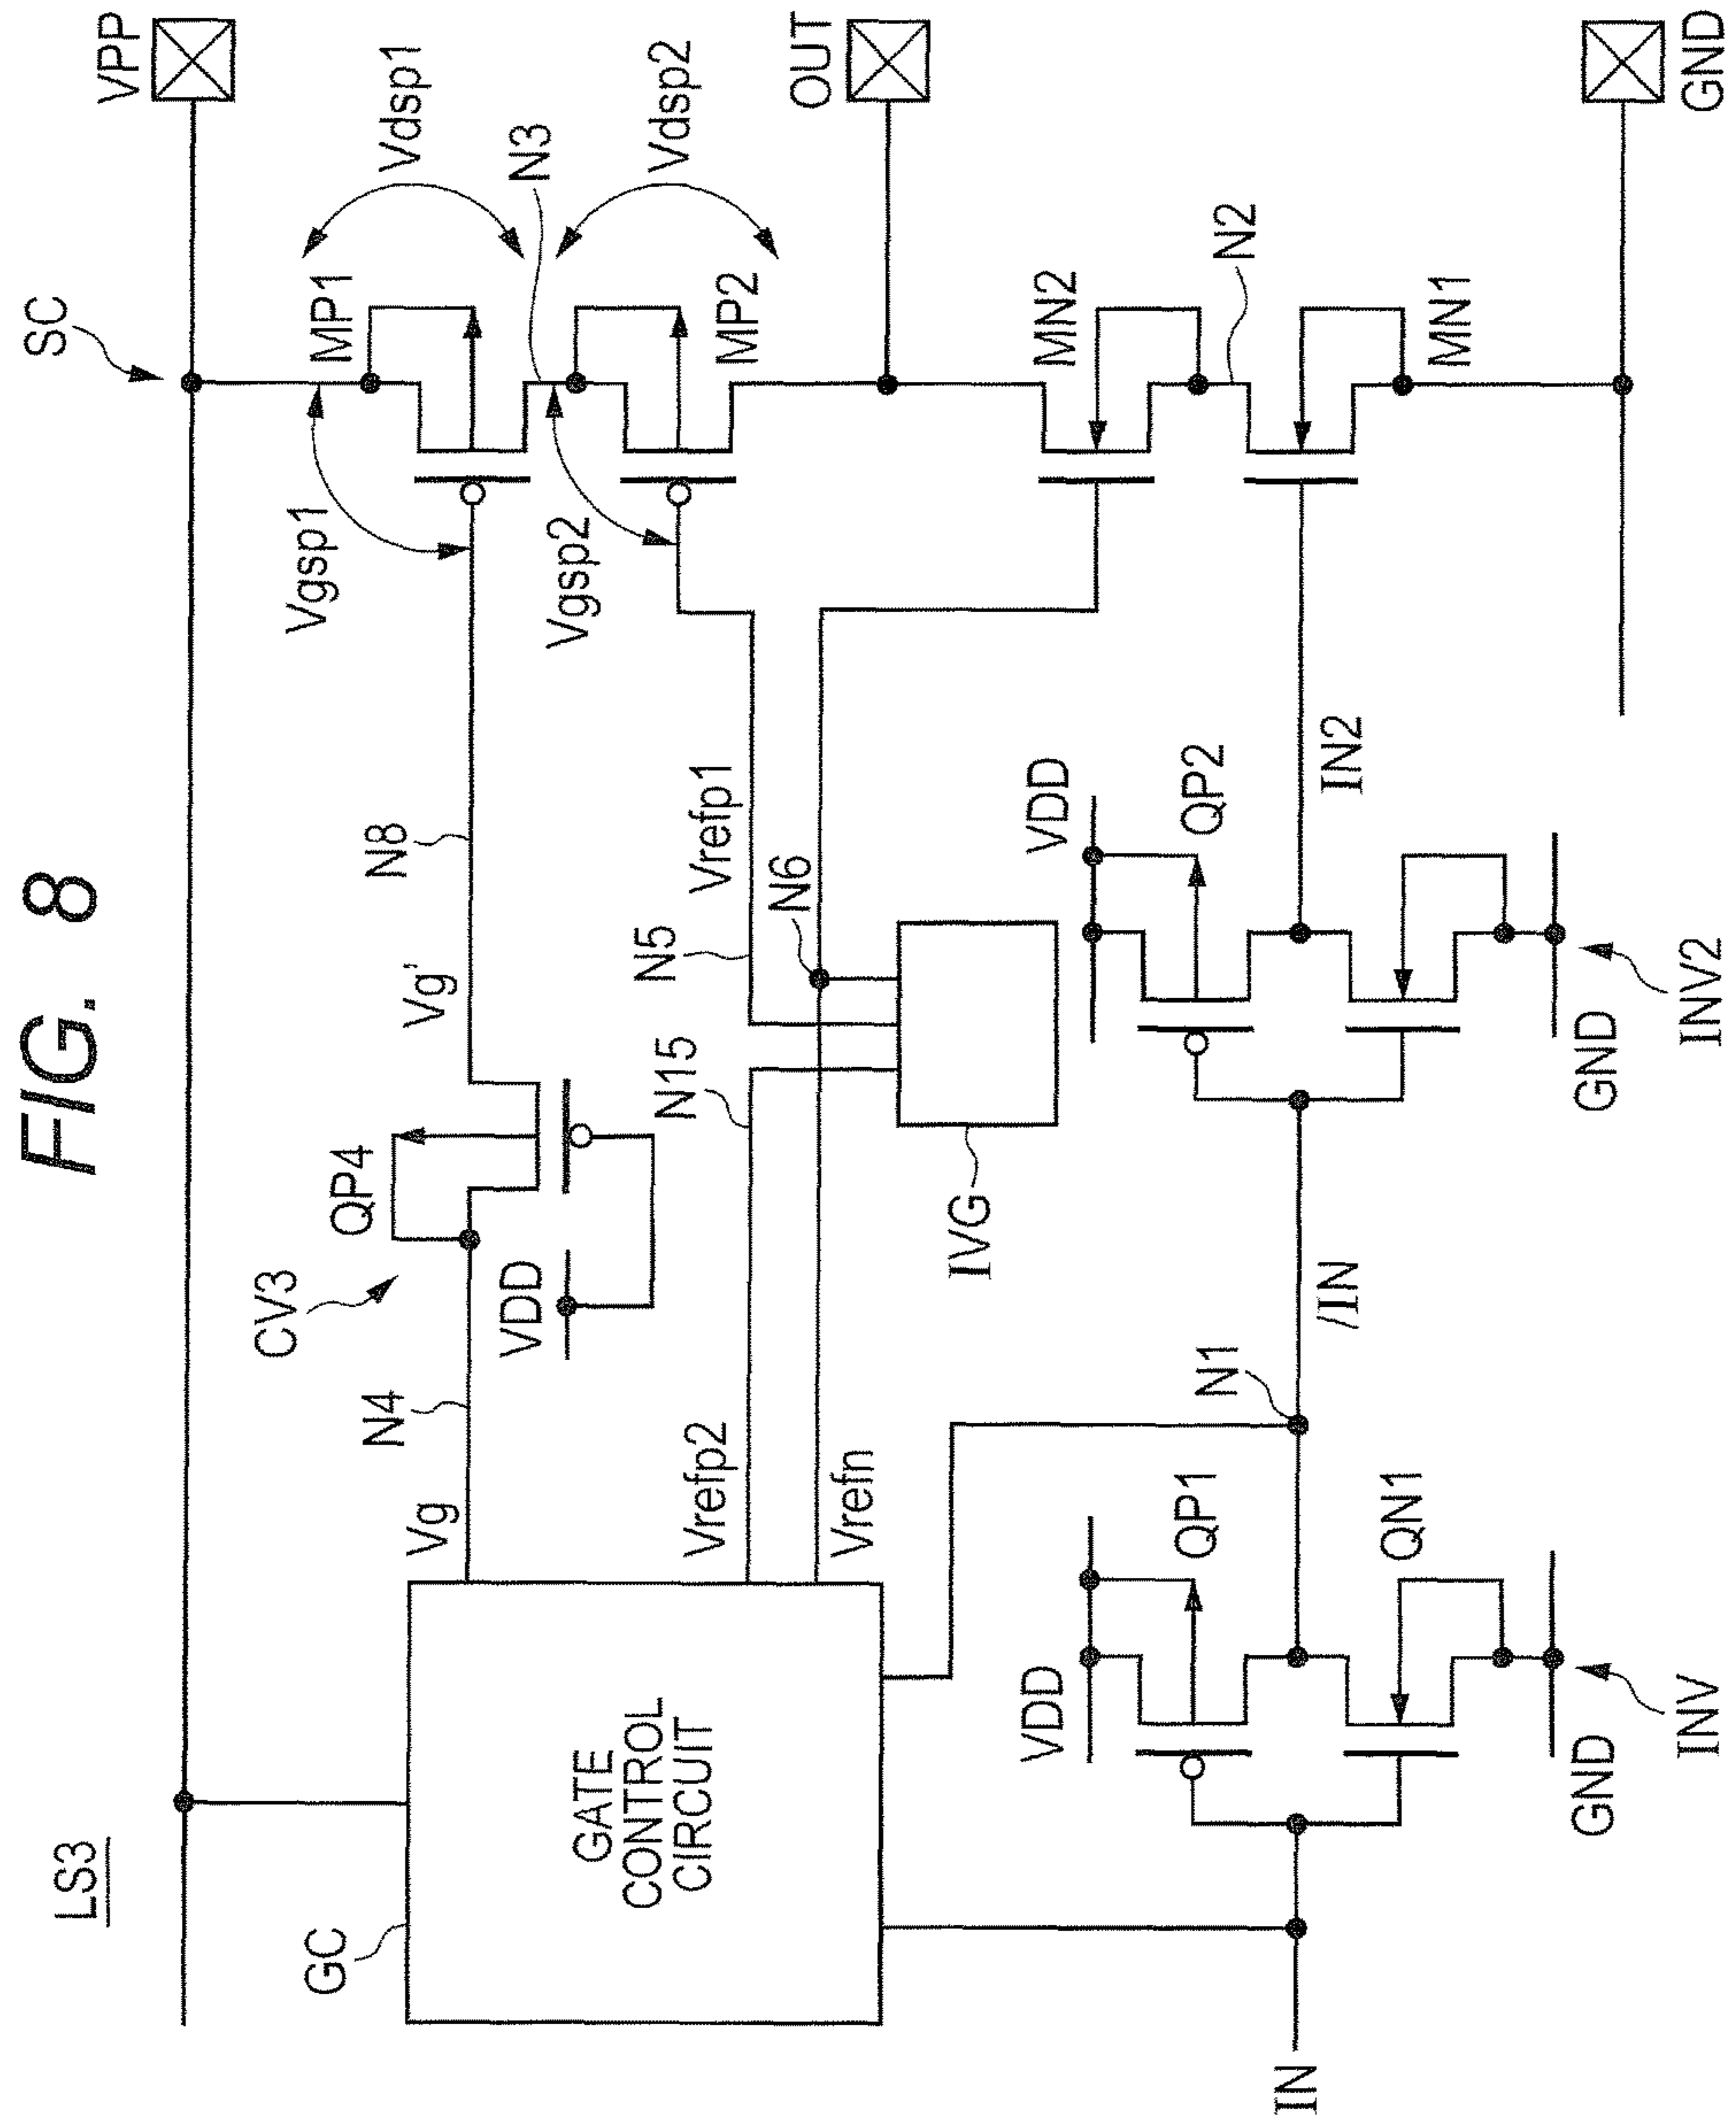 FIG. 8
LS3
SC
VPP
GC
GATE
CONTROL
CIRCUIT
Vg
N4
CV3
QP4
VDD
Vg'
N8
Vgsp1
MP1
Vdsp1
N3
Vgsp2
MP2
Vdsp2
OUT
Vrefp2
N15
N5
Vrefp1
Vrefn
N6
IVG
MN2
N2
MN1
VDD
QP1
QN1
GND
INV
N1
/IN
VDD
QP2
IN2
GND
INV2
IN
GND